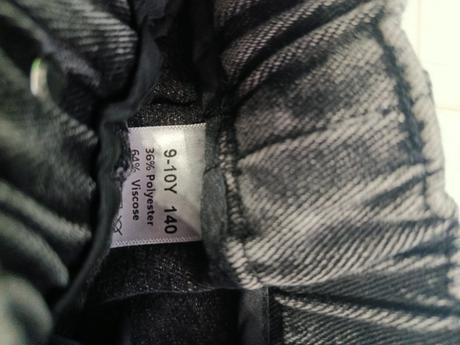 9-10Y 140
36% Polyester
64% Viscose